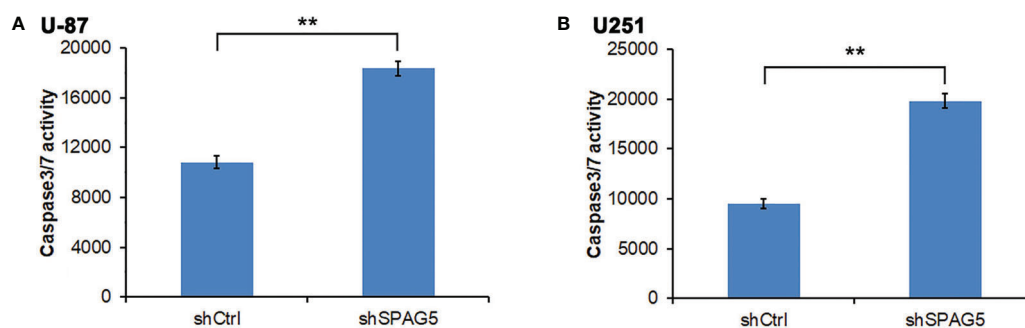 A U-87
**
20000
16000
12000
8000
4000
0
Caspase3/7 activity
shCtrl shSPAG5
B U251
**
25000
20000
15000
10000
5000
0
Caspase3/7 activity
shCtrl shSPAG5